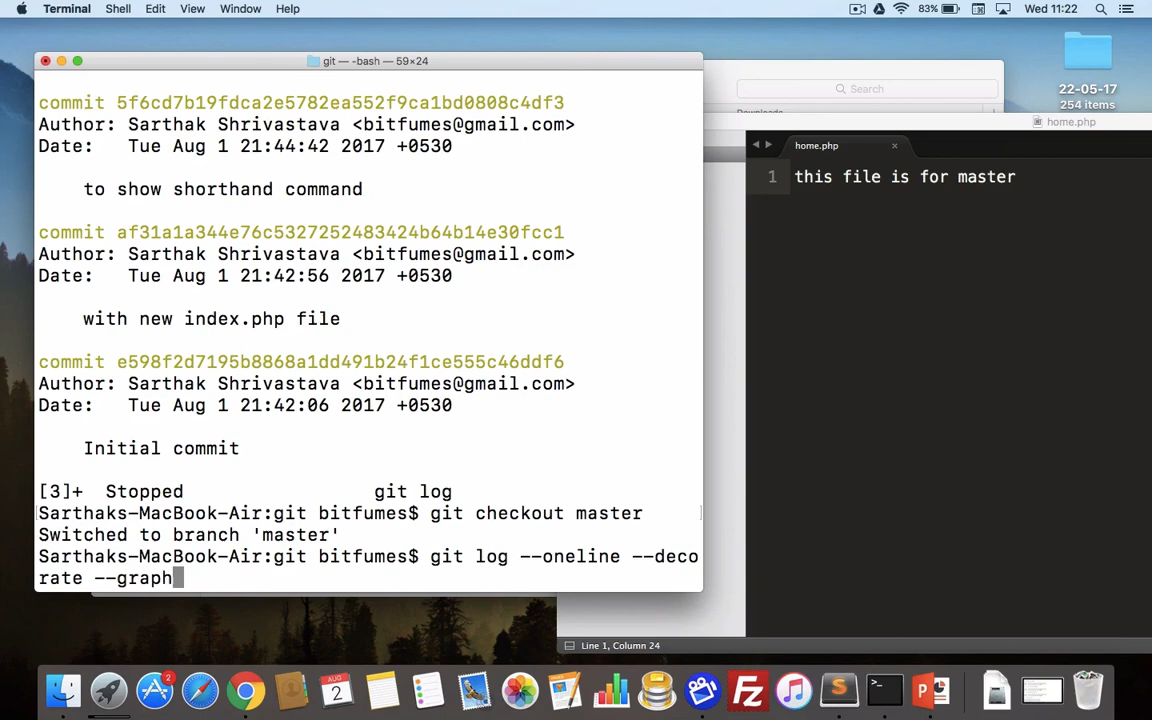 Terminal Shell Edit View Window Help 83% Wed 11:22
git — -bash — 59×24
commit 5f6cd7b19fdca2e5782ea552f9ca1bd0808c4df3
Author: Sarthak Shrivastava <bitfumes@gmail.com>
Date: Tue Aug 1 21:44:42 2017 +0530
to show shorthand command
commit af31a1a344e76c5327252483424b64b14e30fcc1
Author: Sarthak Shrivastava <bitfumes@gmail.com>
Date: Tue Aug 1 21:42:56 2017 +0530
with new index.php file
commit e598f2d7195b8868a1dd491b24f1ce555c46ddf6
Author: Sarthak Shrivastava <bitfumes@gmail.com>
Date: Tue Aug 1 21:42:06 2017 +0530
Initial commit
[3]+ Stopped git log
Sarthaks-MacBook-Air:git bitfumes$ git checkout master
Switched to branch 'master'
Sarthaks-MacBook-Air:git bitfumes$ git log --oneline --deco
rate --graph
Search
Downloads
home.php
home.php
1 this file is for master
Line 1, Column 24
22-05-17
254 items
2
AUG
2